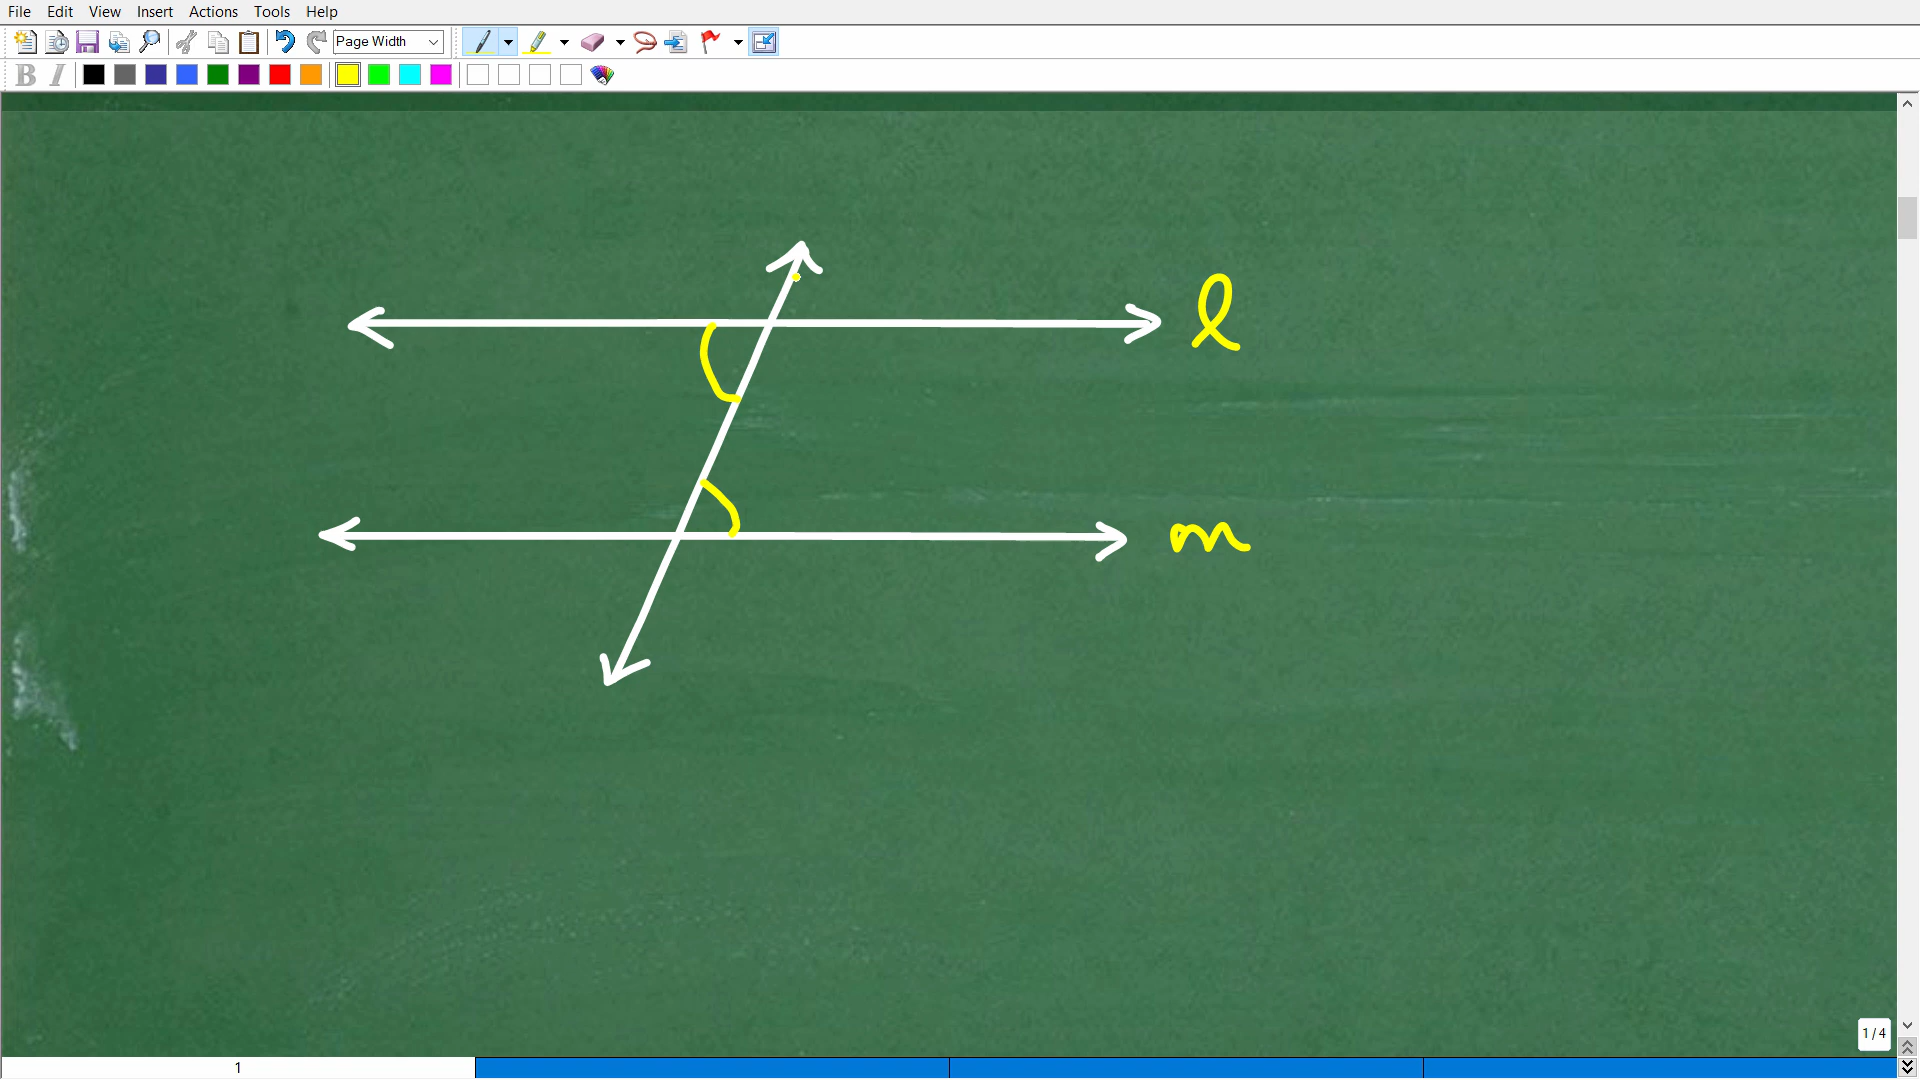 File Edit View Insert Actions Tools Help
Page Width
B I
l
m
1 / 4
1